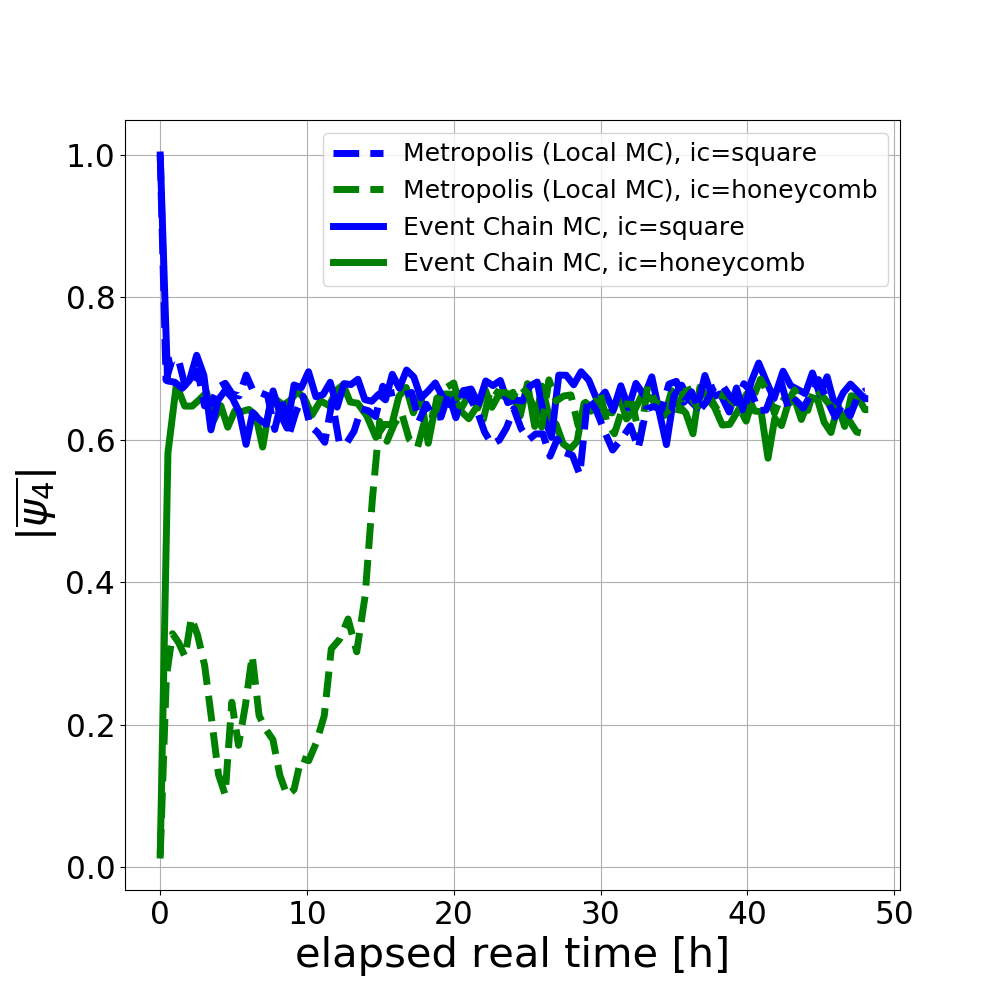 Metropolis (Local MC), ic=square
Metropolis (Local MC), ic=honeycomb
Event Chain MC, ic=square
Event Chain MC, ic=honeycomb
1.0
0.8
0.6
0.4
0.2
0.0
|ψ̅₄|
0 10 20 30 40 50
elapsed real time [h]